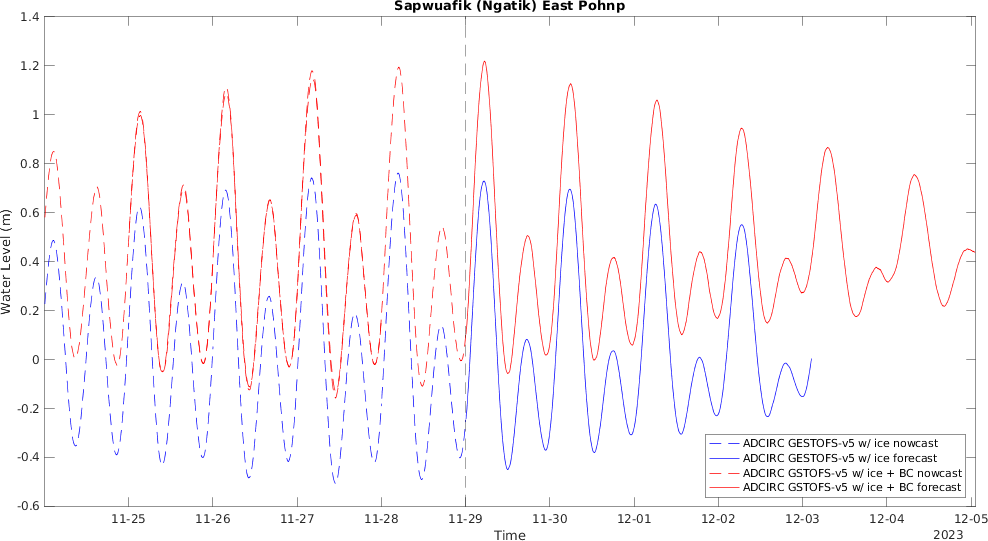 Sapwuafik (Ngatik) East Pohnp
1.4
1.2
1
0.8
0.6
0.4
0.2
0
-0.2
-0.4
-0.6
Water Level (m)
ADCIRC GESTOFS-v5 w/ ice nowcast
ADCIRC GESTOFS-v5 w/ ice forecast
ADCIRC GSTOFS-v5 w/ ice + BC nowcast
ADCIRC GSTOFS-v5 w/ ice + BC forecast
11-25 11-26 11-27 11-28 11-29 11-30 12-01 12-02 12-03 12-04 12-05
Time
2023